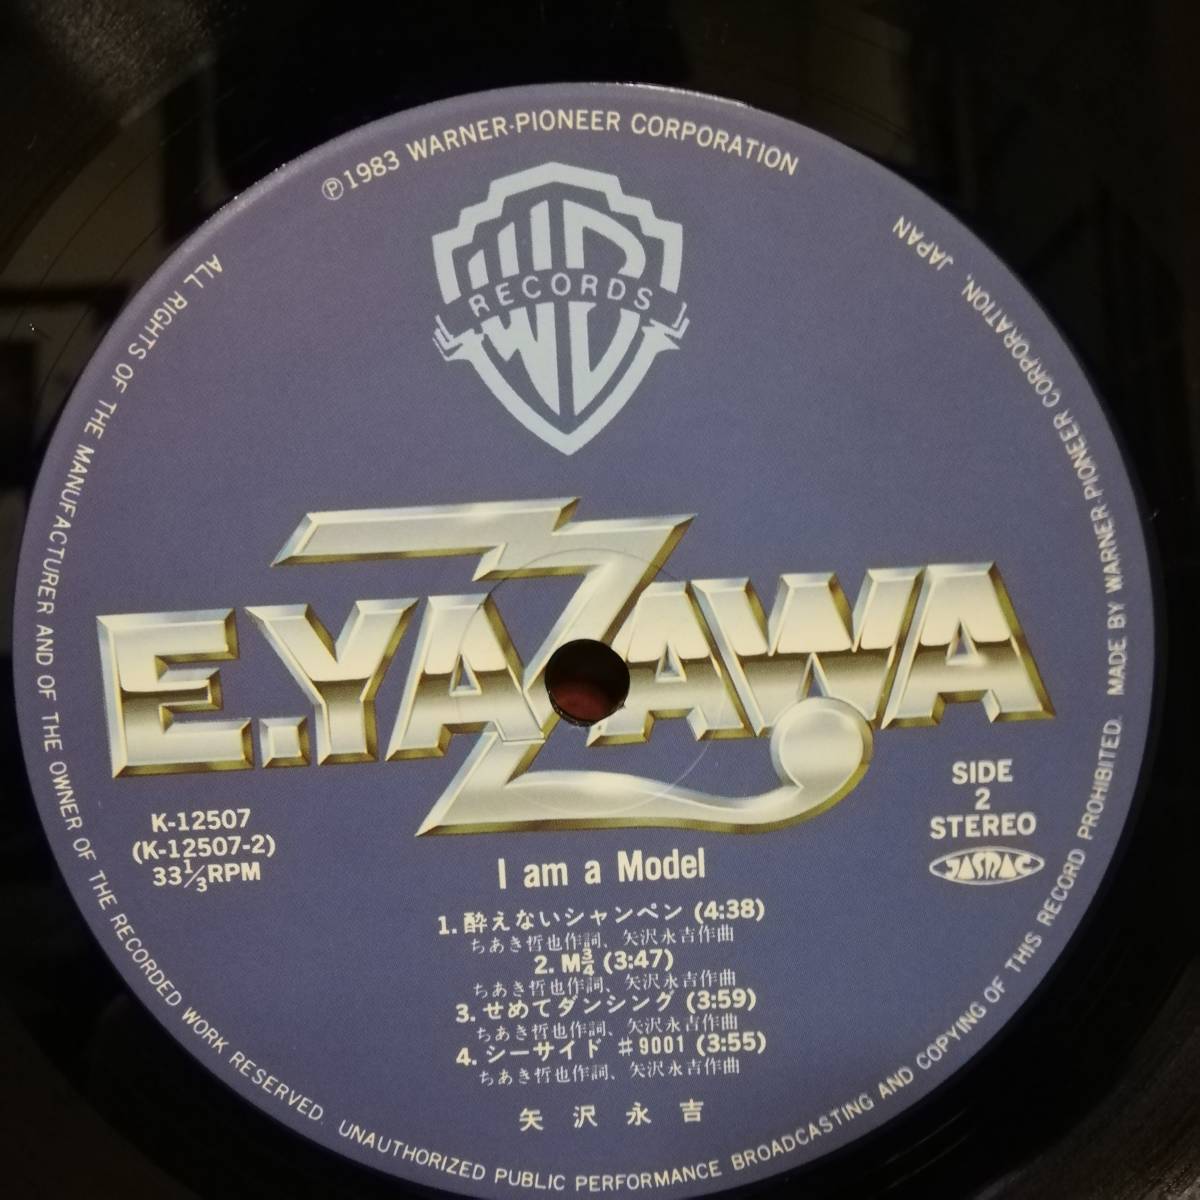 Ⓟ1983 WARNER-PIONEER CORPORATION
RECORDS
E.YAZAWA
K-12507
(K-12507-2)
33⅓RPM
SIDE
2
STEREO
JASRAC
I am a Model
1. 酔えないシャンペン (4:38)
ちあき哲也作詞、矢沢永吉作曲
2. M¾ (3:47)
ちあき哲也作詞、矢沢永吉作曲
3. せめてダンシング (3:59)
ちあき哲也作詞、矢沢永吉作曲
4. シーサイド #9001 (3:55)
ちあき哲也作詞、矢沢永吉作曲
矢沢永吉
ALL RIGHTS OF THE MANUFACTURER AND OF THE OWNER OF THE RECORDED WORK RESERVED. UNAUTHORIZED PUBLIC PERFORMANCE BROADCASTING AND COPYING OF THIS RECORD PROHIBITED. MADE BY WARNER-PIONEER CORPORATION, JAPAN